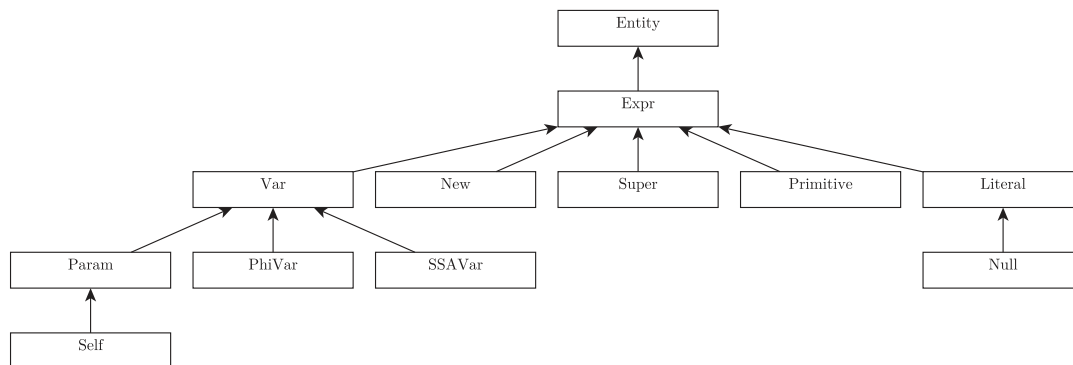 Entity
Expr
Var
New
Super
Primitive
Literal
Param
PhiVar
SSAVar
Null
Self